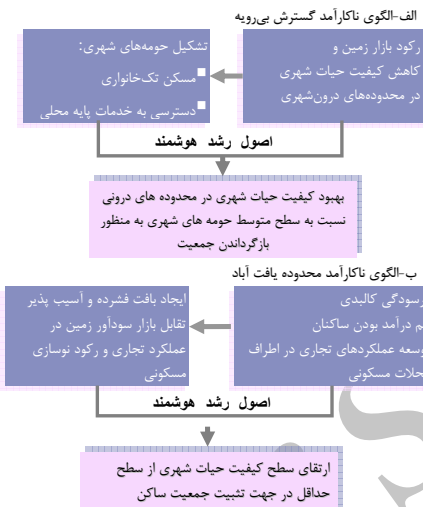 الف-الگوی ناکارآمد گسترش بی‌رویه
رکود بازار زمین و
کاهش کیفیت حیات شهری
در محدوده‌های درون‌شهری
تشکیل حومه‌های شهری:
مسکن تک‌خانواری
دسترسی به خدمات پایه محلی
اصول رشد هوشمند
بهبود کیفیت حیات شهری در محدوده های درونی
نسبت به سطح متوسط حومه های شهری به منظور
بازگرداندن جمعیت
ب-الگوی ناکارآمد محدوده یافت آباد
کالبدی
درآمد بودن ساکنان
عملکردهای تجاری در اطراف
مسکونی
ایجاد بافت فشرده و آسیب پذیر
تقابل بازار سودآور زمین در
عملکرد تجاری و رکود نوسازی
مسکونی
اصول رشد هوشمند
ارتقای سطح کیفیت حیات شهری از سطح
حداقل در جهت تثبیت جمعیت ساکن